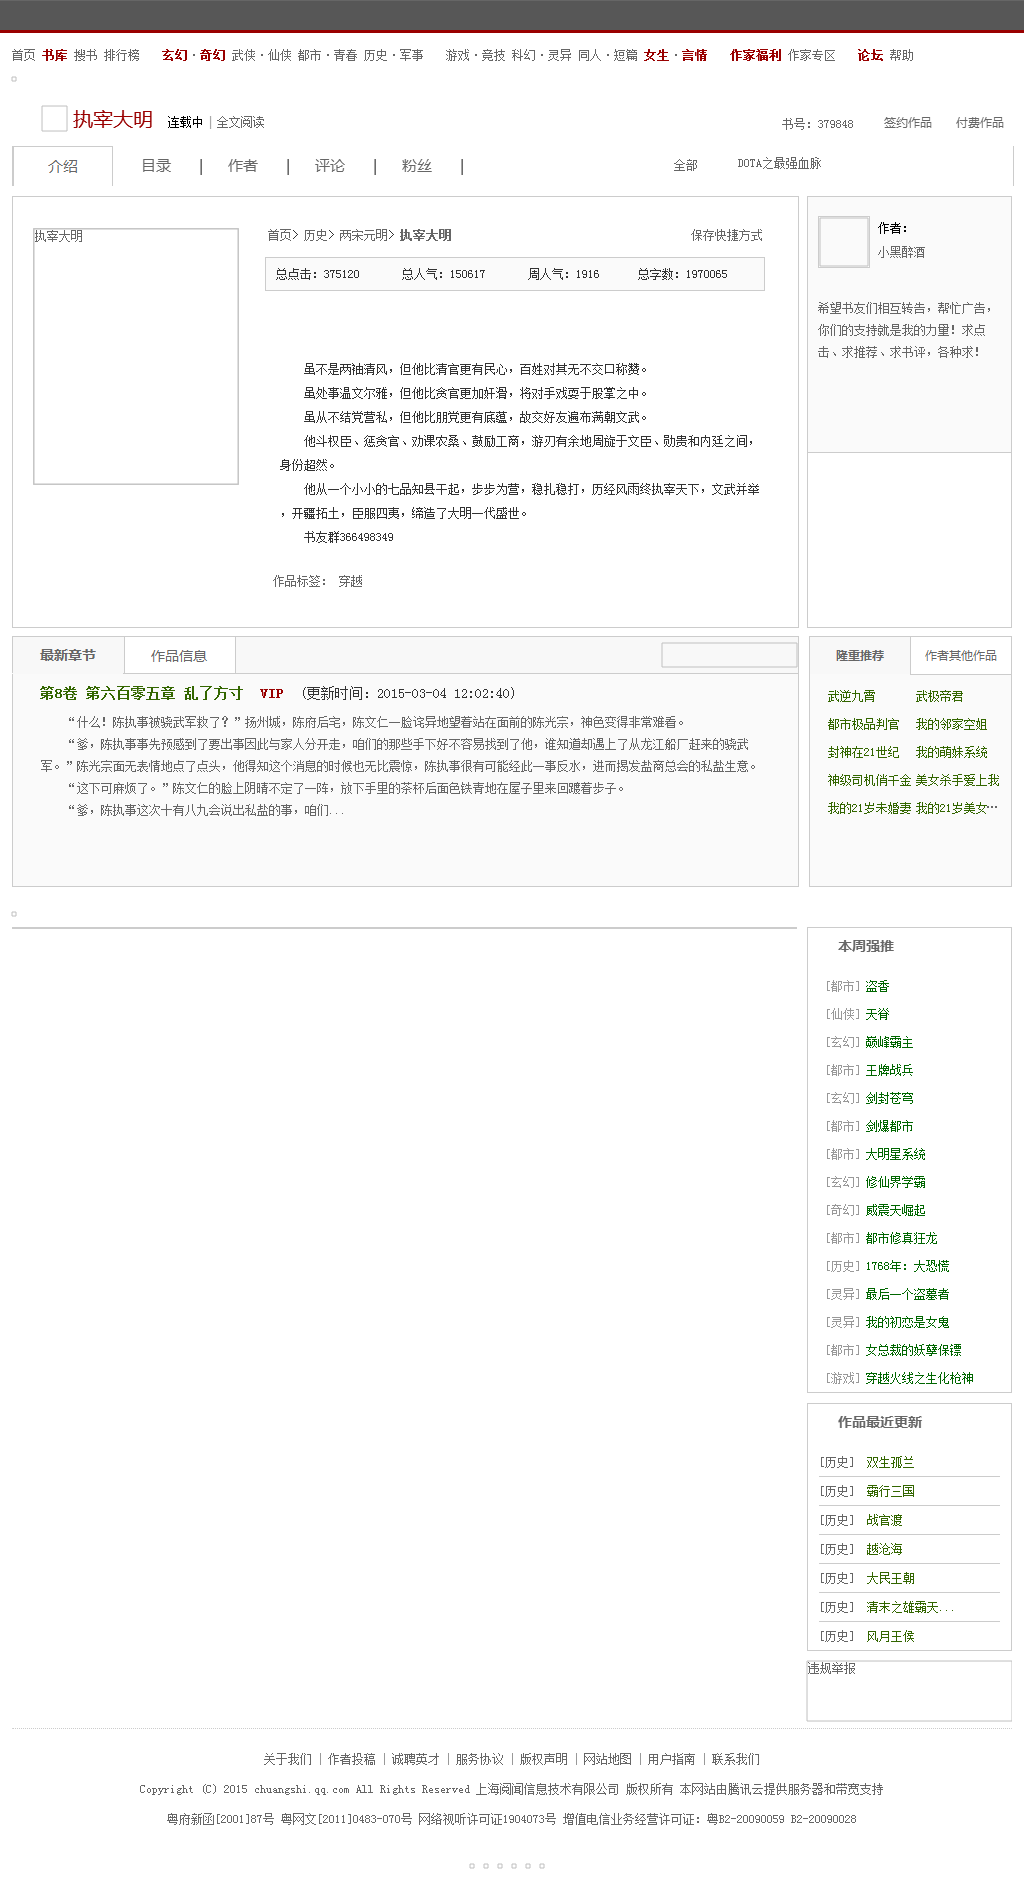 首页 书库 搜书 排行榜 玄幻·奇幻 武侠·仙侠 都市·青春 历史·军事 游戏·竞技 科幻·灵异 同人·短篇 女生·言情 作家福利 作家专区 论坛 帮助
执宰大明 连载中 | 全文阅读
书号：379848 签约作品 付费作品
介绍 目录 | 作者 | 评论 | 粉丝 |
全部 DOTA之最强血脉
执宰大明
首页> 历史> 两宋元明> 执宰大明 保存快捷方式
总点击：375120 总人气：150617 周人气：1916 总字数：1970065
虽不是两袖清风，但他比清官更有民心，百姓对其无不交口称赞。
虽处事温文尔雅，但他比贪官更加奸滑，将对手戏耍于股掌之中。
虽从不结党营私，但他比朋党更有底蕴，故交好友遍布满朝文武。
他斗权臣、惩贪官、劝课农桑、鼓励工商，游刃有余地周旋于文臣、勋贵和内廷之间，
身份超然。
他从一个小小的七品知县干起，步步为营，稳扎稳打，历经风雨终执宰天下，文武并举
，开疆拓土，臣服四夷，缔造了大明一代盛世。
书友群366498349
作品标签： 穿越
作者：
小黑醉酒
希望书友们相互转告，帮忙广告，
你们的支持就是我的力量！求点
击、求推荐、求书评，各种求！
最新章节 作品信息
第8卷 第六百零五章 乱了方寸 VIP (更新时间：2015-03-04 12:02:40)
“什么！陈执事被骁武军救了？”扬州城，陈府后宅，陈文仁一脸诧异地望着站在面前的陈光宗，神色变得非常难看。
“爹，陈执事事先预感到了要出事因此与家人分开走，咱们的那些手下好不容易找到了他，谁知道却遇上了从龙江船厂赶来的骁武
军。”陈光宗面无表情地点了点头，他得知这个消息的时候也无比震惊，陈执事很有可能经此一事反水，进而揭发盐商总会的私盐生意。
“这下可麻烦了。”陈文仁的脸上阴晴不定了一阵，放下手里的茶杯后面色铁青地在屋子里来回踱着步子。
“爹，陈执事这次十有八九会说出私盐的事，咱们...
隆重推荐 作者其他作品
武逆九霄 武极帝君
都市极品判官 我的邻家空姐
封神在21世纪 我的萌妹系统
神级司机俏千金 美女杀手爱上我
我的21岁未婚妻 我的21岁美女…
本周强推
[都市] 盗香
[仙侠] 天脊
[玄幻] 巅峰霸主
[都市] 王牌战兵
[玄幻] 剑封苍穹
[都市] 剑爆都市
[都市] 大明星系统
[玄幻] 修仙界学霸
[奇幻] 威震天崛起
[都市] 都市修真狂龙
[历史] 1768年：大恐慌
[灵异] 最后一个盗墓者
[灵异] 我的初恋是女鬼
[都市] 女总裁的妖孽保镖
[游戏] 穿越火线之生化枪神
作品最近更新
[历史] 双生孤兰
[历史] 霸行三国
[历史] 战官渡
[历史] 越沧海
[历史] 大民王朝
[历史] 清末之雄霸天...
[历史] 风月王侯
违规举报
关于我们 | 作者投稿 | 诚聘英才 | 服务协议 | 版权声明 | 网站地图 | 用户指南 | 联系我们
Copyright (C) 2015 chuangshi.qq.com All Rights Reserved 上海阅闻信息技术有限公司 版权所有 本网站由腾讯云提供服务器和带宽支持
粤府新函[2001]87号 粤网文[2011]0483-070号 网络视听许可证1904073号 增值电信业务经营许可证：粤B2-20090059 B2-20090028